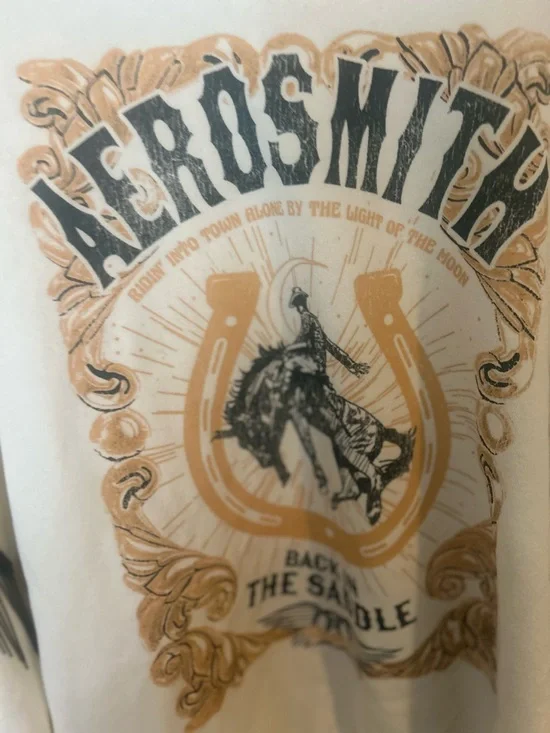 AEROSMITH
RIDIN' INTO TOWN ALONE BY THE LIGHT OF THE MOON
BACK IN
THE SADDLE